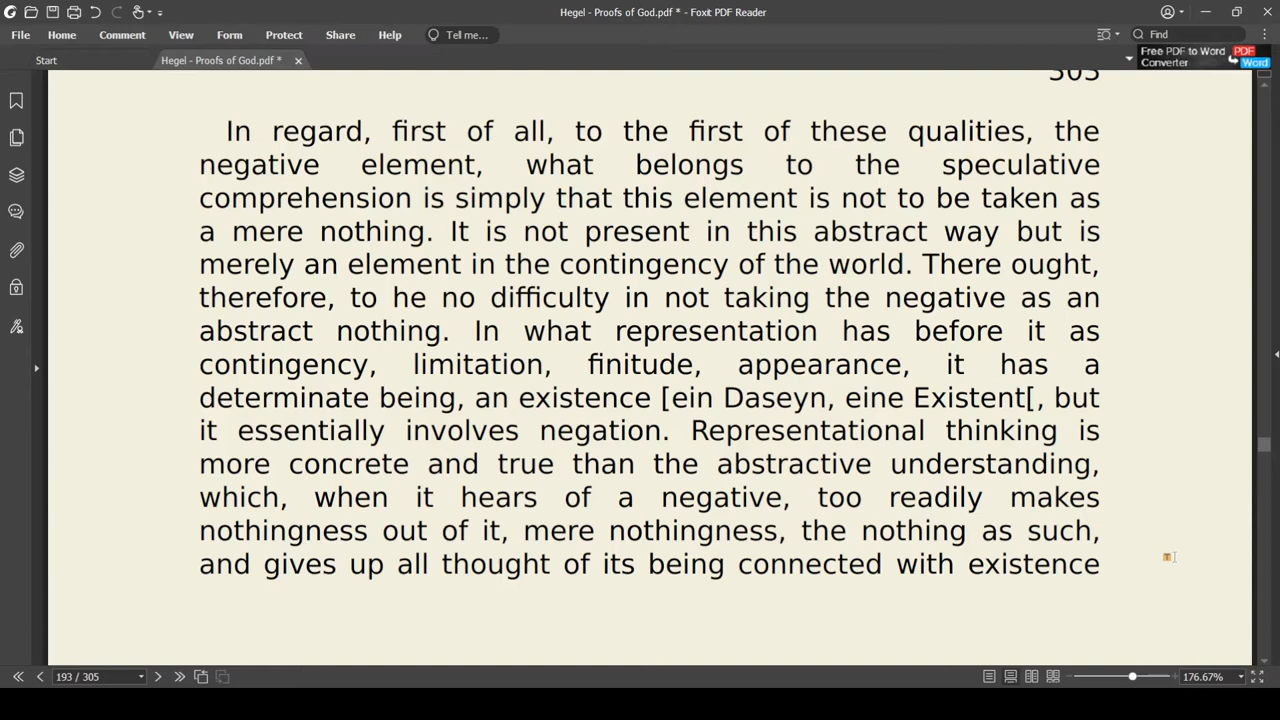 Hegel - Proofs of God.pdf * - Foxit PDF Reader
File Home Comment View Form Protect Share Help Tell me... Find
Start Hegel - Proofs of God.pdf *
Free PDF to Word Converter PDF Word
303
In regard, first of all, to the first of these qualities, the
negative element, what belongs to the speculative
comprehension is simply that this element is not to be taken as
a mere nothing. It is not present in this abstract way but is
merely an element in the contingency of the world. There ought,
therefore, to he no difficulty in not taking the negative as an
abstract nothing. In what representation has before it as
contingency, limitation, finitude, appearance, it has a
determinate being, an existence [ein Daseyn, eine Existent[, but
it essentially involves negation. Representational thinking is
more concrete and true than the abstractive understanding,
which, when it hears of a negative, too readily makes
nothingness out of it, mere nothingness, the nothing as such,
and gives up all thought of its being connected with existence
193 / 305 176.67%